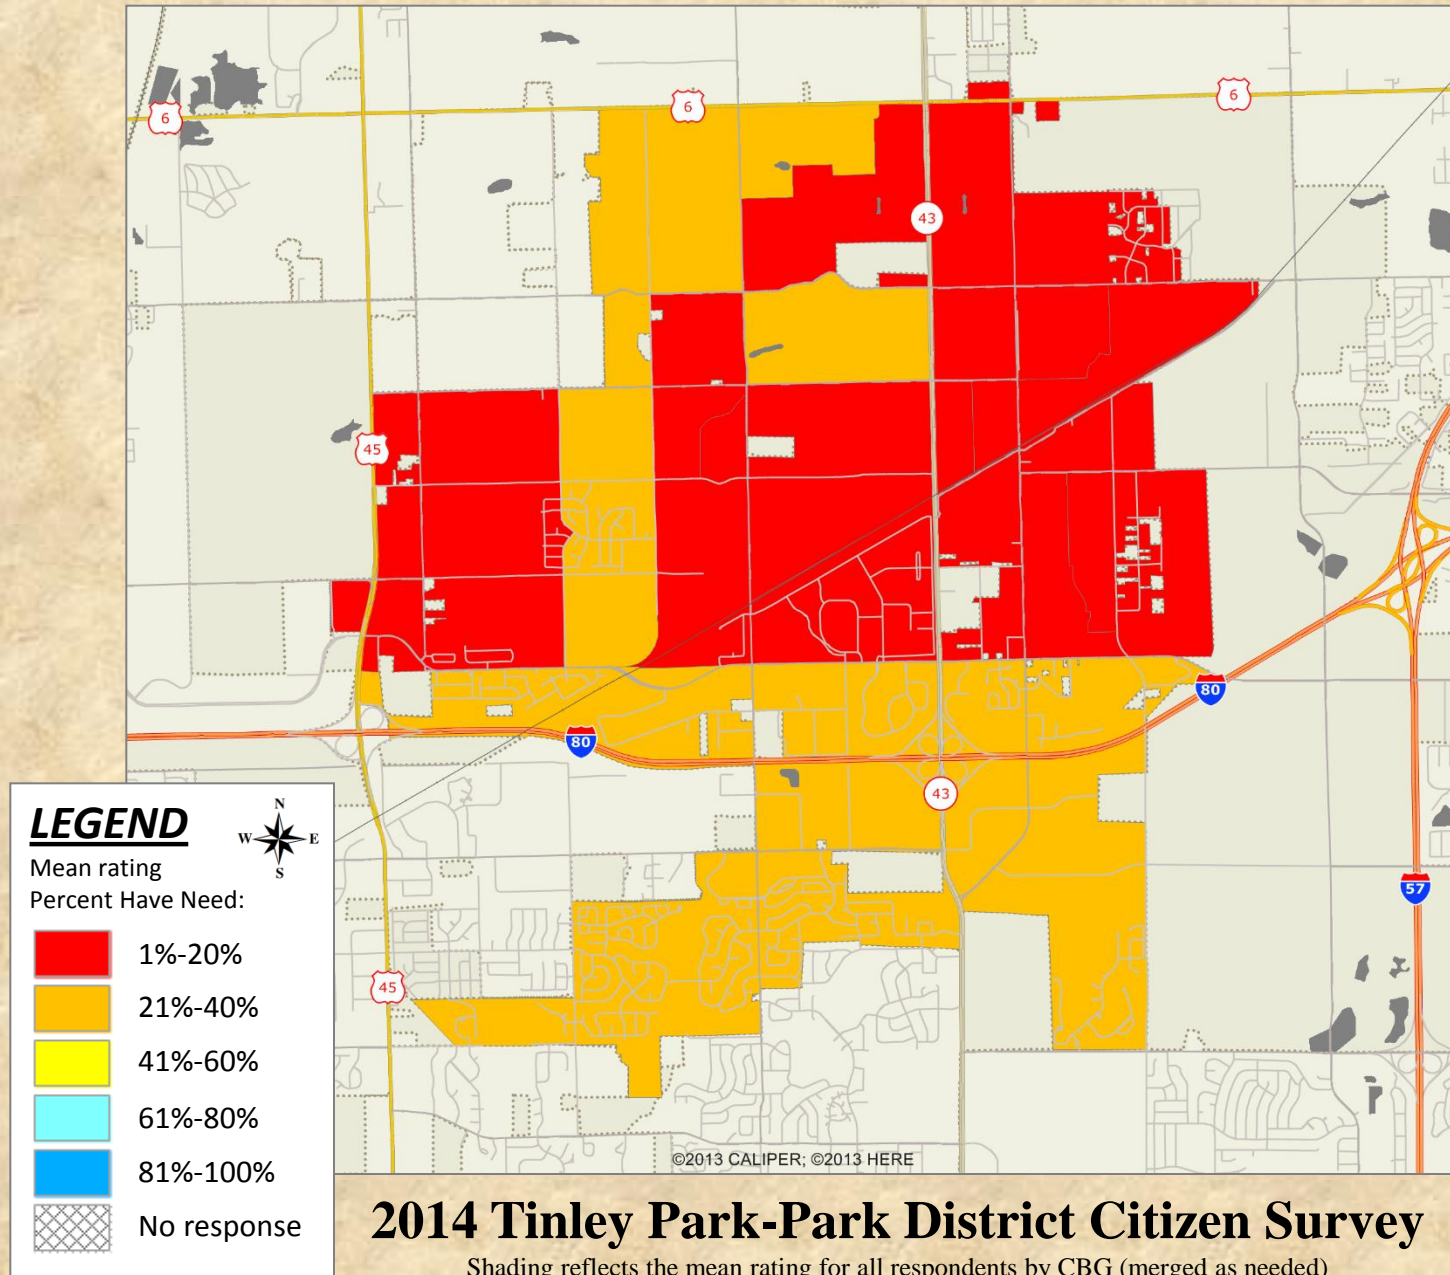 6
6
6
43
45
80
80
43
57
45
LEGEND
N
W E
S
Mean rating
Percent Have Need:
1%-20%
21%-40%
41%-60%
61%-80%
81%-100%
No response
©2013 CALIPER; ©2013 HERE
2014 Tinley Park-Park District Citizen Survey
Shading reflects the mean rating for all respondents by CBG (merged as needed)